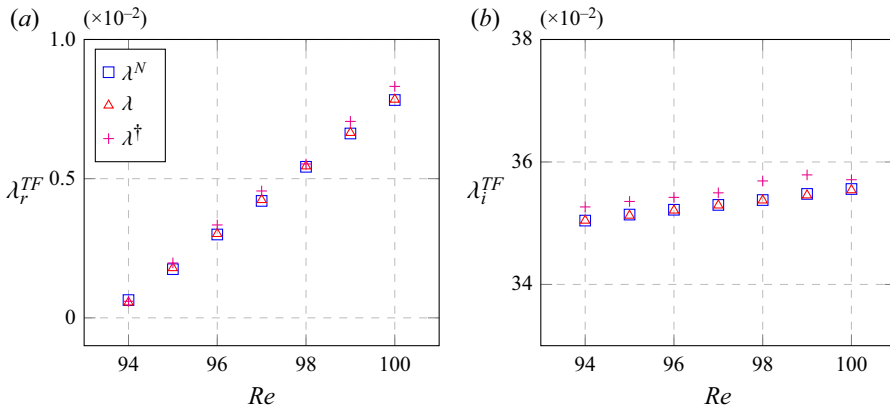 (a) (×10⁻²)
1.0
0.5
0
λᵣᵀᶠ
λᴺ
λ
λ†
94 96 98 100
Re
(b) (×10⁻²)
38
36
34
λᵢᵀᶠ
94 96 98 100
Re